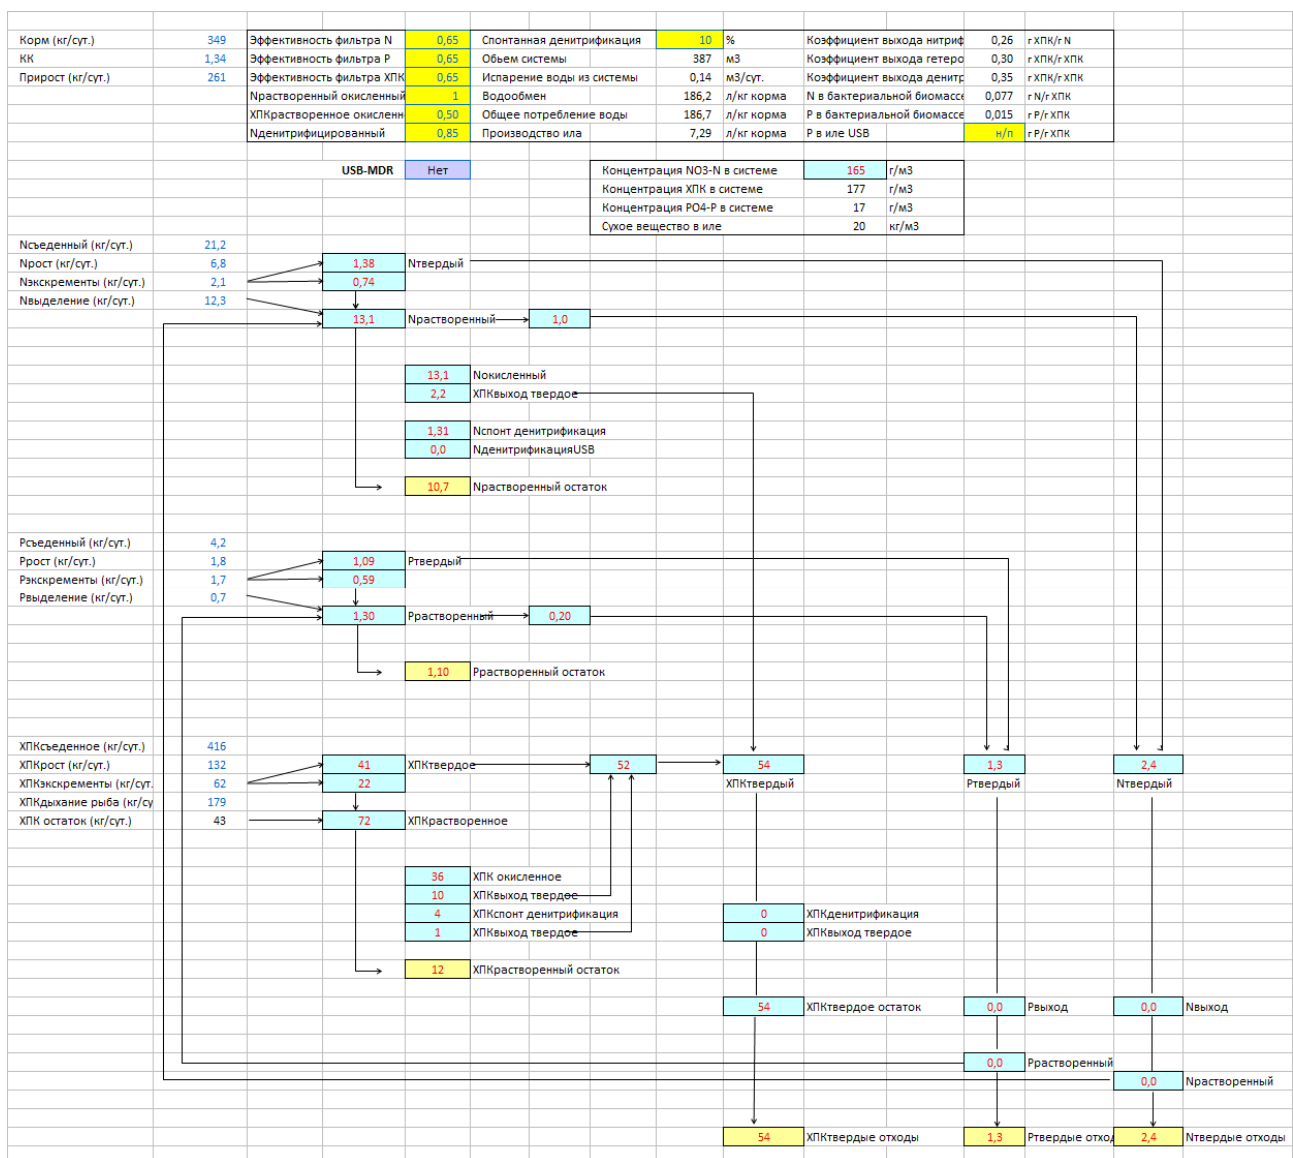 Корм (кг/сут.) 349 Эффективность фильтра N 0,65 Спонтанная денитрификация 10 % Коэффициент выхода нитриф 0,26 г ХПК/г N
КК 1,34 Эффективность фильтра P 0,65 Обьем системы 387 м3 Коэффициент выхода гетеро 0,30 г ХПК/г ХПК
Прирост (кг/сут.) 261 Эффективность фильтра ХПК 0,65 Испарение воды из системы 0,14 м3/сут. Коэффициент выхода денитр 0,35 г ХПК/г ХПК
Nрастворенный окисленный 1 Водообмен 186,2 л/кг корма N в бактериальной биомассе 0,077 г N/г ХПК
ХПКрастворенное окисленн 0,50 Общее потребление воды 186,7 л/кг корма P в бактериальной биомассе 0,015 г P/г ХПК
Nденитрифицированный 0,85 Производство ила 7,29 л/кг корма P в иле USB н/п г P/г ХПК
USB-MDR Нет Концентрация NO3-N в системе 165 г/м3
Концентрация ХПК в системе 177 г/м3
Концентрация PO4-P в системе 17 г/м3
Сухое вещество в иле 20 кг/м3
Nсъеденный (кг/сут.) 21,2
Nрост (кг/сут.) 6,8 1,38 Nтвердый
Nэкскременты (кг/сут.) 2,1 0,74
Nвыделение (кг/сут.) 12,3
13,1 Nрастворенный 1,0
13,1 Nокисленный
2,2 ХПКвыход твердое
1,31 Nспонт денитрификация
0,0 NденитрификацияUSB
10,7 Nрастворенный остаток
Pсъеденный (кг/сут.) 4,2
Pрост (кг/сут.) 1,8 1,09 Pтвердый
Pэкскременты (кг/сут.) 1,7 0,59
Pвыделение (кг/сут.) 0,7
1,30 Pрастворенный 0,20
1,10 Pрастворенный остаток
ХПКсъеденное (кг/сут.) 416
ХПКрост (кг/сут.) 132 41 ХПКтвердое 52 54 1,3 2,4
ХПКэкскременты (кг/сут. 62 22 ХПКтвердый Pтвердый Nтвердый
ХПКдыхание рыба (кг/су 179
ХПК остаток (кг/сут.) 43 72 ХПКрастворенное
36 ХПК окисленное
10 ХПКвыход твердое
4 ХПКспонт денитрификация 0 ХПКденитрификация
1 ХПКвыход твердое 0 ХПКвыход твердое
12 ХПКрастворенный остаток
54 ХПКтвердое остаток 0,0 Pвыход 0,0 Nвыход
0,0 Pрастворенный
0,0 Nрастворенный
54 ХПКтвердые отходы 1,3 Pтвердые отход 2,4 Nтвердые отходы